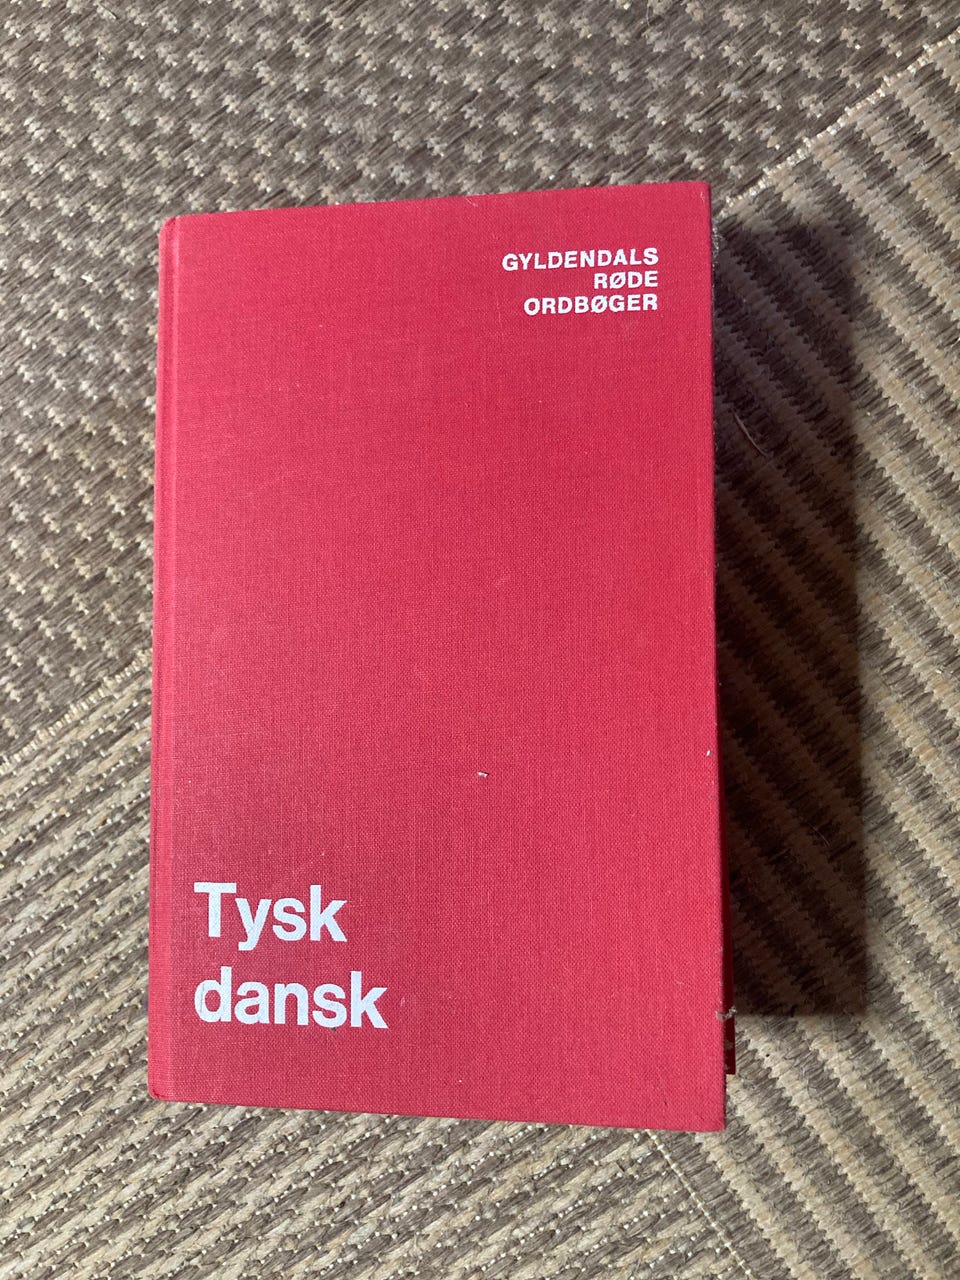 GYLDENDALS
RØDE
ORDBØGER
Tysk
dansk